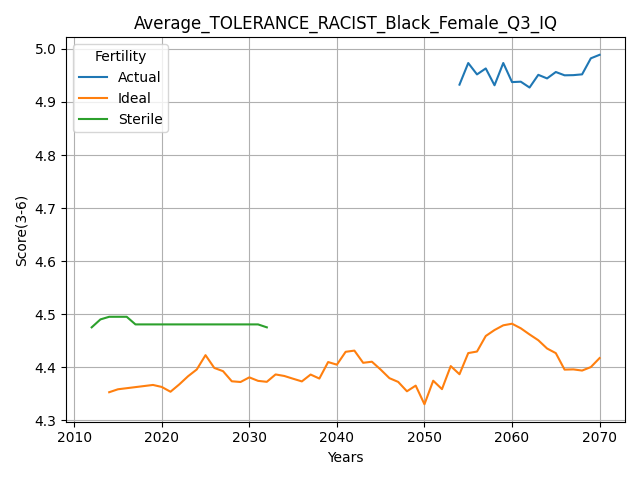 Average_TOLERANCE_RACIST_Black_Female_Q3_IQ
Fertility
Actual
Ideal
Sterile
Score(3-6)
5.0
4.9
4.8
4.7
4.6
4.5
4.4
4.3
2010 2020 2030 2040 2050 2060 2070
Years